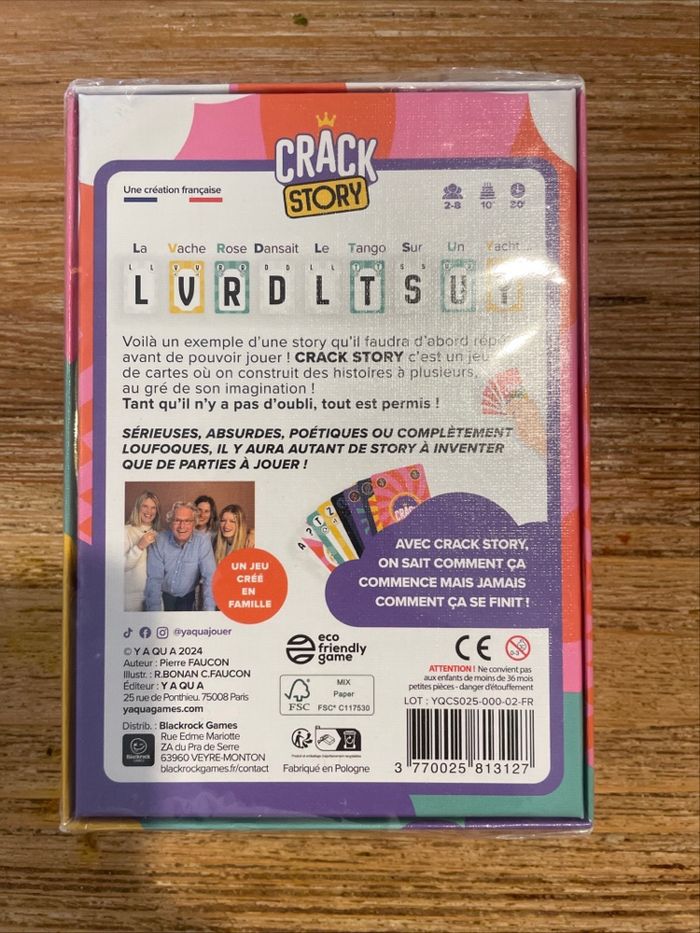 CRACK
STORY
Une création française
2-8 10+ 20'
La Vache Rose Dansait Le Tango Sur Un Yacht...
L V R D L T S U Y
Voilà un exemple d'une story qu'il faudra d'abord répéter
avant de pouvoir jouer ! CRACK STORY c'est un jeu
de cartes où on construit des histoires à plusieurs,
au gré de son imagination !
Tant qu'il n'y a pas d'oubli, tout est permis !
SÉRIEUSES, ABSURDES, POÉTIQUES OU COMPLÈTEMENT
LOUFOQUES, IL Y AURA AUTANT DE STORY À INVENTER
QUE DE PARTIES À JOUER !
UN JEU
CRÉÉ
EN
FAMILLE
AVEC CRACK STORY,
ON SAIT COMMENT ÇA
COMMENCE MAIS JAMAIS
COMMENT ÇA SE FINIT !
@yaquajouer
© Y A QU A 2024
Auteur : Pierre FAUCON
Illustr. : R.BONAN C.FAUCON
Éditeur : Y A QU A
25 rue de Ponthieu. 75008 Paris
yaquagames.com
Distrib. : Blackrock Games
Rue Edme Mariotte
ZA du Pra de Serre
63960 VEYRE-MONTON
blackrockgames.fr/contact
Blackrock
GAMES
eco
friendly
game
FSC
MIX
Paper
FSC® C117530
Fabriqué en Pologne
CE
0-3
ATTENTION ! Ne convient pas
aux enfants de moins de 36 mois
petites pièces - danger d'étouffement
LOT : YQCS025-000-02-FR
3 770025 813127